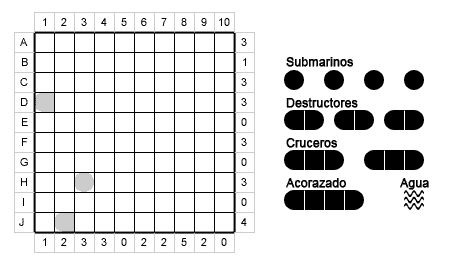 1 2 3 4 5 6 7 8 9 10
A 3
B 1
C 3
D 3
E 0
F 3
G 0
H 3
I 0
J 4
1 2 3 3 0 2 2 5 2 0
Submarinos
Destructores
Cruceros
Acorazado Agua